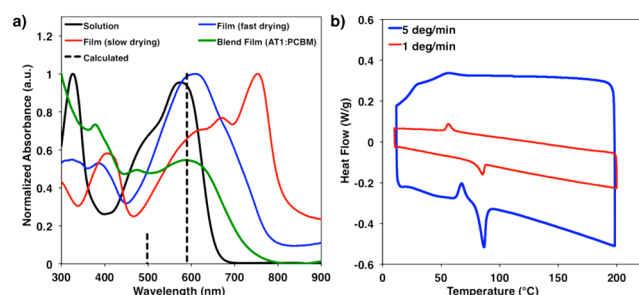 a)
Solution
Film (fast drying)
Film (slow drying)
Blend Film (AT1:PCBM)
Calculated
Normalized Absorbance (a.u.)
1.2
1
0.8
0.6
0.4
0.2
0
300 400 500 600 700 800 900
Wavelength (nm)
b)
5 deg/min
1 deg/min
Heat Flow (W/g)
0.6
0.4
0.2
0
-0.2
-0.4
-0.6
0 50 100 150 200
Temperature (°C)